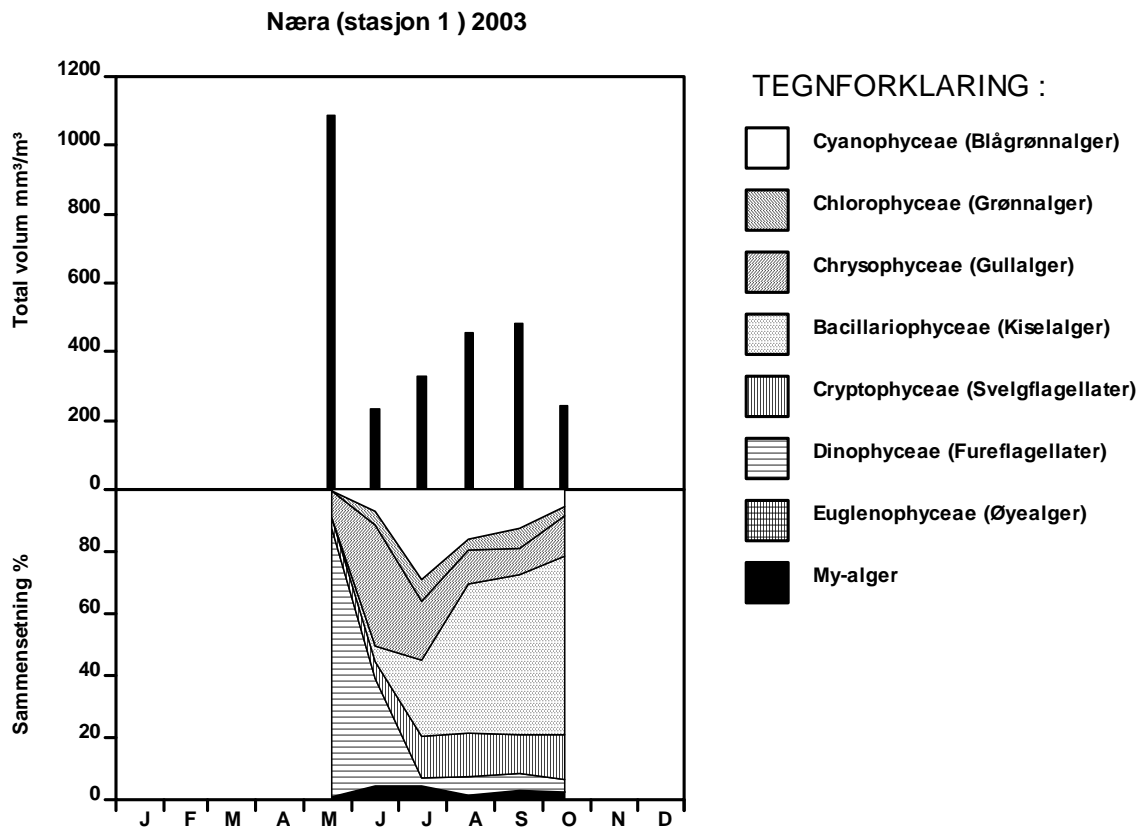 Næra (stasjon 1 ) 2003
Total volum mm³/m³
1200
1000
800
600
400
200
0
Sammensetning %
80
60
40
20
0
J F M A M J J A S O N D
TEGNFORKLARING :
Cyanophyceae (Blågrønnalger)
Chlorophyceae (Grønnalger)
Chrysophyceae (Gullalger)
Bacillariophyceae (Kiselalger)
Cryptophyceae (Svelgflagellater)
Dinophyceae (Fureflagellater)
Euglenophyceae (Øyealger)
My-alger